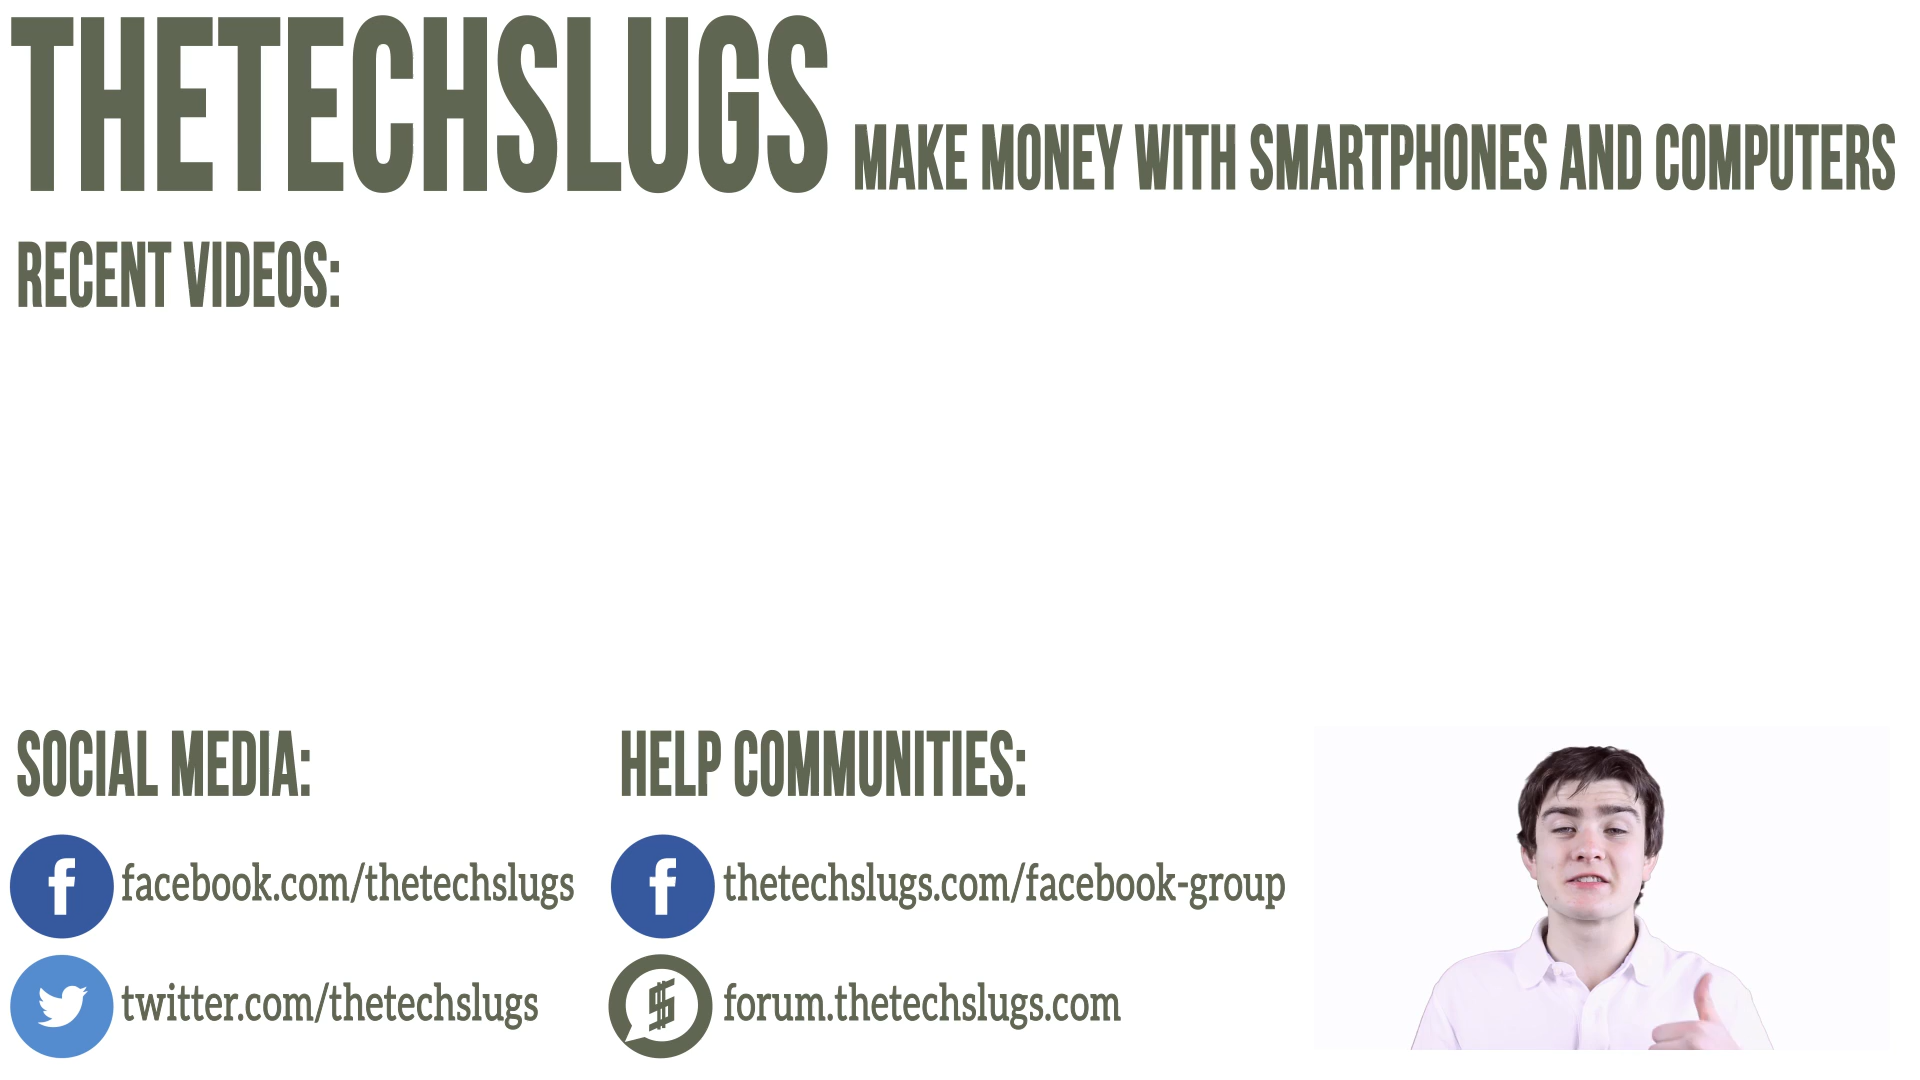 THETECHSLUGS MAKE MONEY WITH SMARTPHONES AND COMPUTERS
RECENT VIDEOS:
SOCIAL MEDIA:
facebook.com/thetechslugs
twitter.com/thetechslugs
HELP COMMUNITIES:
thetechslugs.com/facebook-group
forum.thetechslugs.com